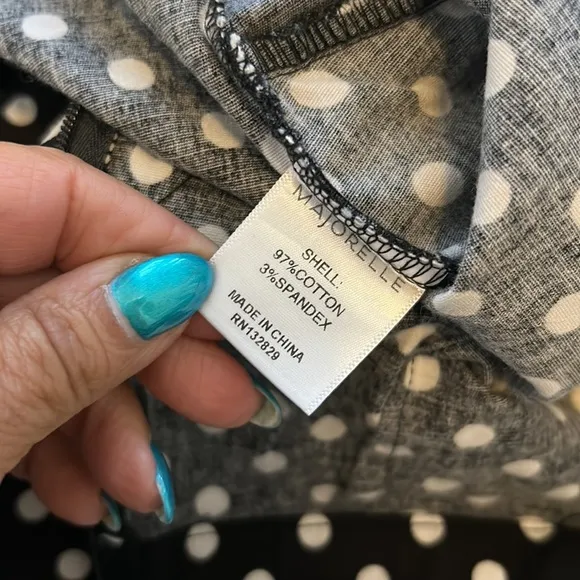 MAJORELLE
SHELL:
97%COTTON
3%SPANDEX
MADE IN CHINA
RN132829